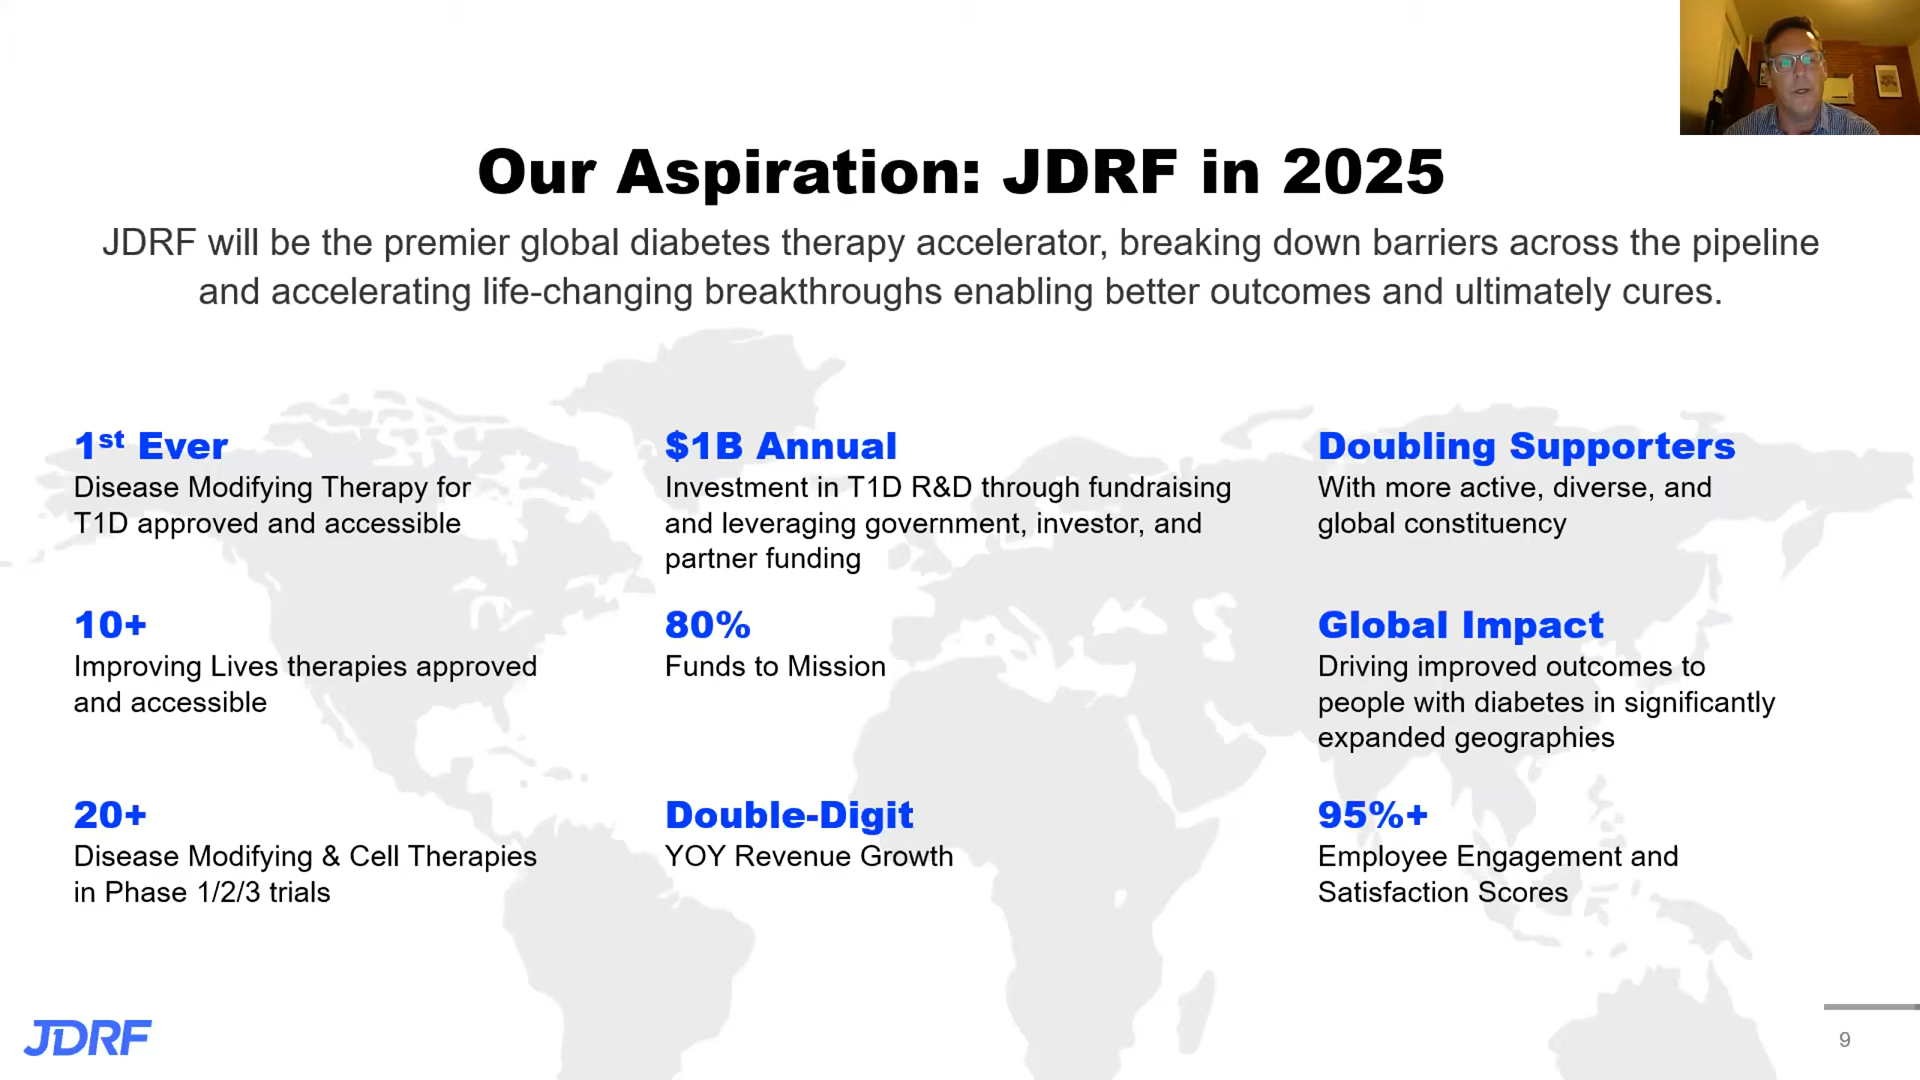 Our Aspiration: JDRF in 2025
JDRF will be the premier global diabetes therapy accelerator, breaking down barriers across the pipeline
and accelerating life-changing breakthroughs enabling better outcomes and ultimately cures.
1st Ever
Disease Modifying Therapy for
T1D approved and accessible
$1B Annual
Investment in T1D R&D through fundraising
and leveraging government, investor, and
partner funding
Doubling Supporters
With more active, diverse, and
global constituency
10+
Improving Lives therapies approved
and accessible
80%
Funds to Mission
Global Impact
Driving improved outcomes to
people with diabetes in significantly
expanded geographies
20+
Disease Modifying & Cell Therapies
in Phase 1/2/3 trials
Double-Digit
YOY Revenue Growth
95%+
Employee Engagement and
Satisfaction Scores
JDRF
9